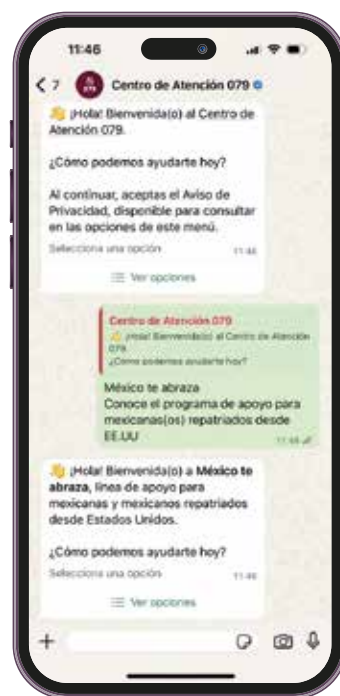 11:46
7
Centro de Atención 079
¡Hola! Bienvenida(o) al Centro de
Atención 079.
¿Cómo podemos ayudarte hoy?
Al continuar, aceptas el Aviso de
Privacidad, disponible para consultar
en las opciones de este menú.
Selecciona una opción
11:46
Ver opciones
Centro de Atención 079
¡Hola! Bienvenida(o) al Centro de Atención
079.
¿Cómo podemos ayudarte hoy?
México te abraza
Conoce el programa de apoyo para
mexicanas(os) repatriados desde
EE.UU
11:46
¡Hola! Bienvenida(o) a México te
abraza, línea de apoyo para
mexicanas y mexicanos repatriados
desde Estados Unidos.
¿Cómo podemos ayudarte hoy?
Selecciona una opción
11:46
Ver opciones